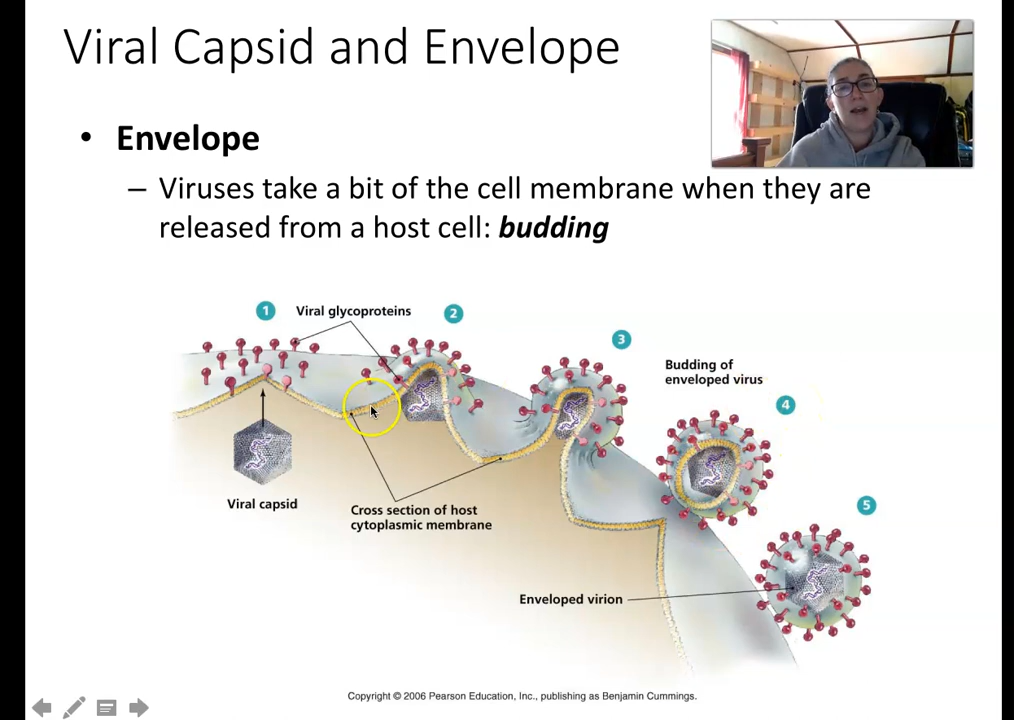 Viral Capsid and Envelope
• Envelope
– Viruses take a bit of the cell membrane when they are
released from a host cell: budding
1
Viral glycoproteins
2
3
Budding of
enveloped virus
4
Viral capsid
Cross section of host
cytoplasmic membrane
5
Enveloped virion
Copyright © 2006 Pearson Education, Inc., publishing as Benjamin Cummings.